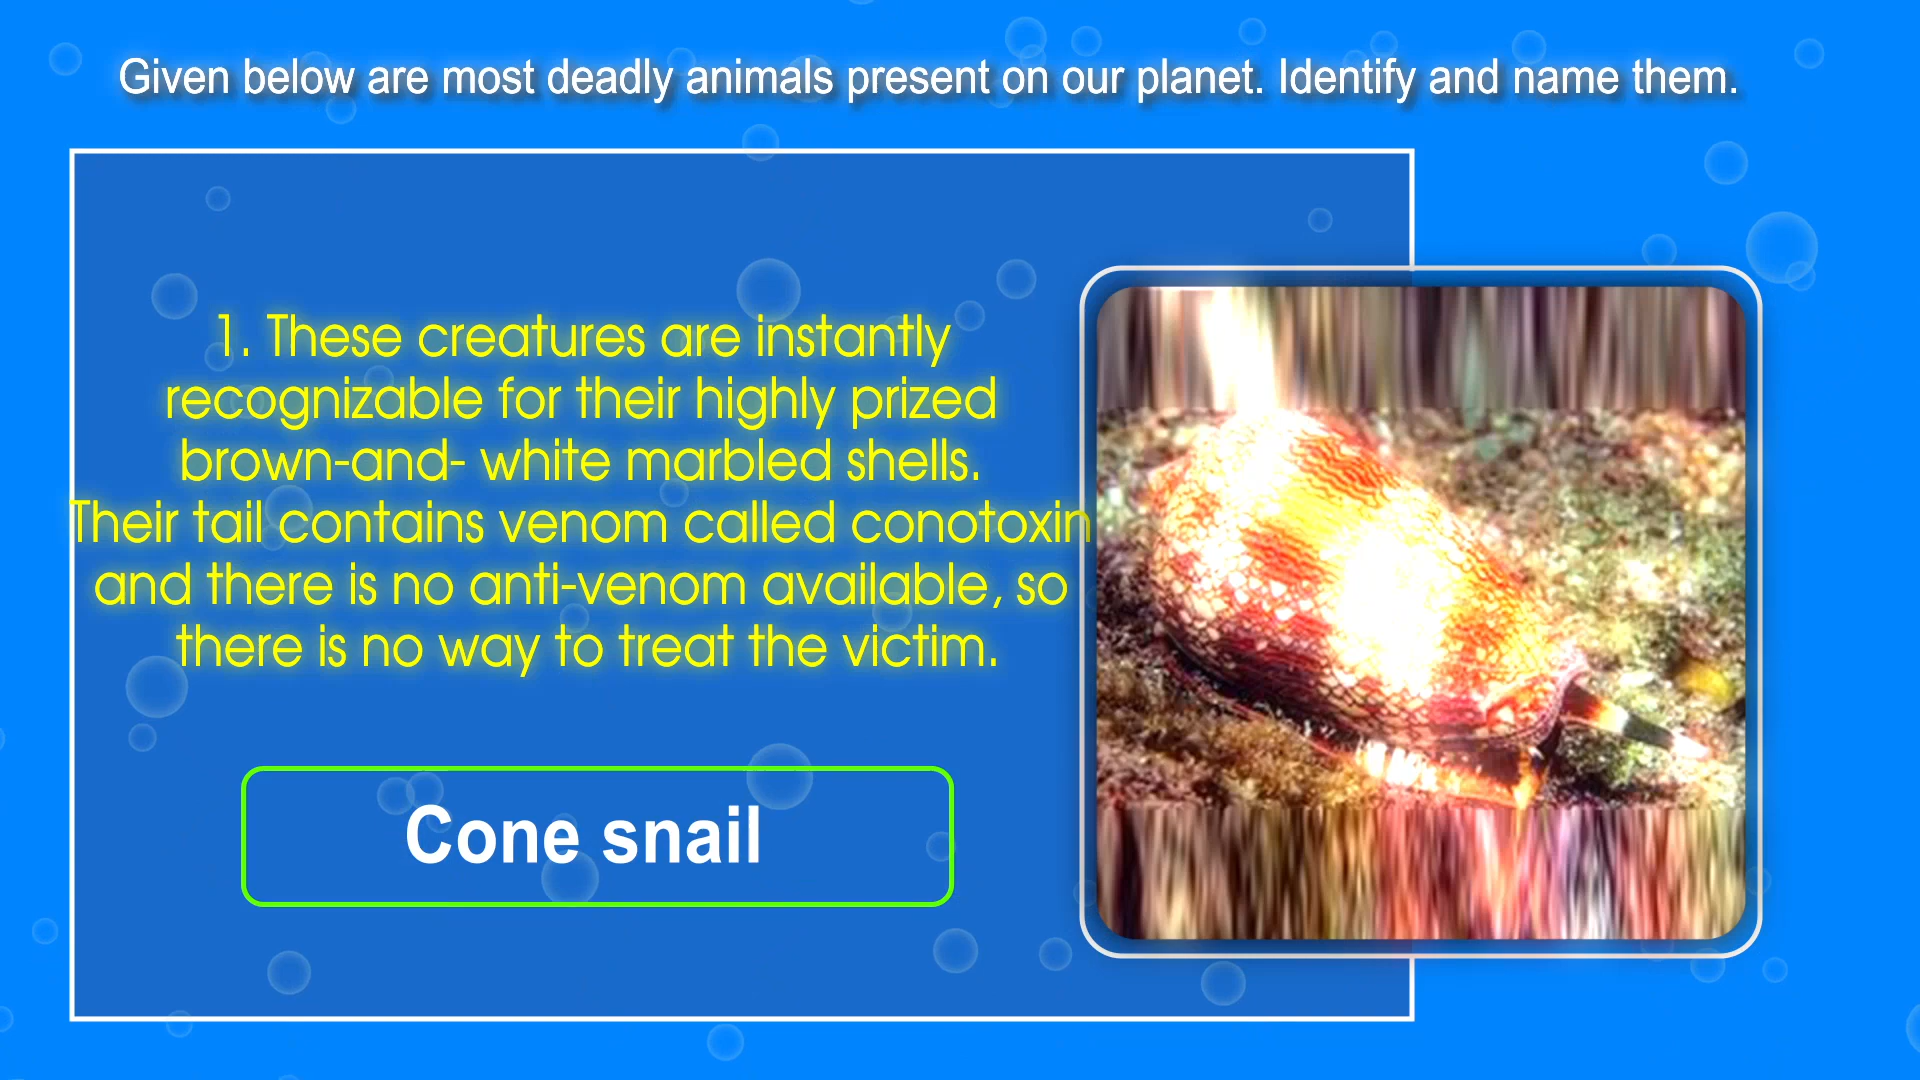 Given below are most deadly animals present on our planet. Identify and name them.
1. These creatures are instantly
recognizable for their highly prized
brown-and- white marbled shells.
Their tail contains venom called conotoxin
and there is no anti-venom available, so
there is no way to treat the victim.
Cone snail